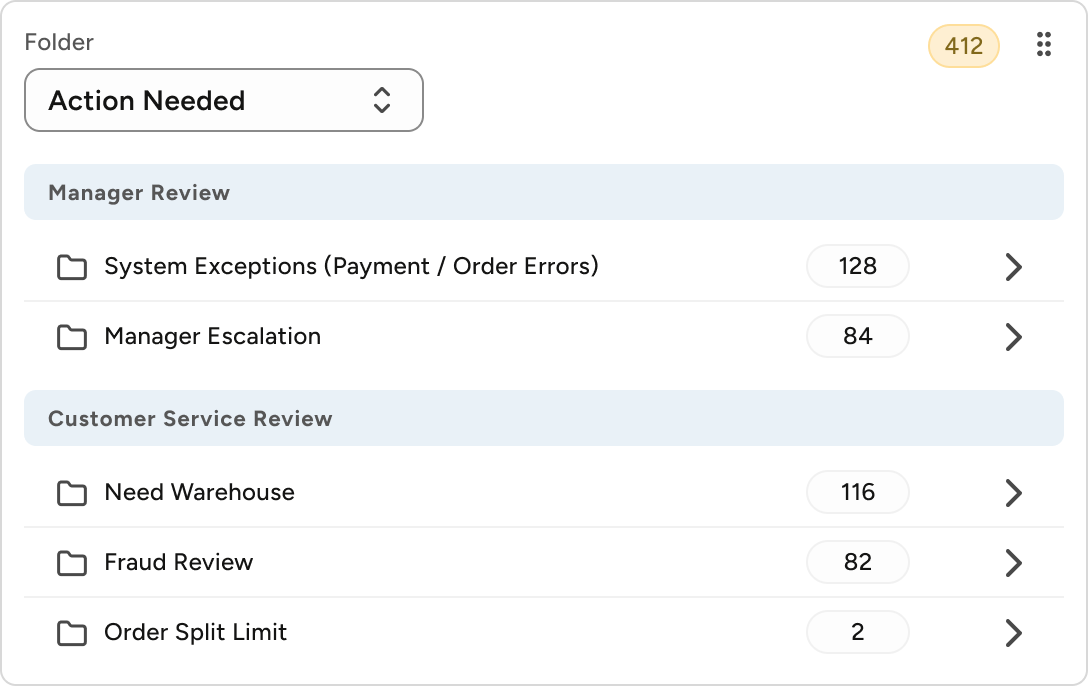 Folder
412
Action Needed
Manager Review
System Exceptions (Payment / Order Errors) 128
Manager Escalation 84
Customer Service Review
Need Warehouse 116
Fraud Review 82
Order Split Limit 2